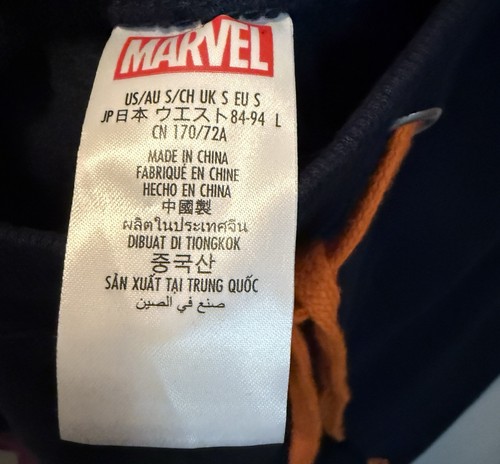 MARVEL
US/AU S/CH UK S EU S
JP日本 ウエスト84-94 L
CN 170/72A
MADE IN CHINA
FABRIQUÉ EN CHINE
HECHO EN CHINA
中國製
ผลิตในประเทศจีน
DIBUAT DI TIONGKOK
중국산
SẢN XUẤT TẠI TRUNG QUỐC
صنع في الصين